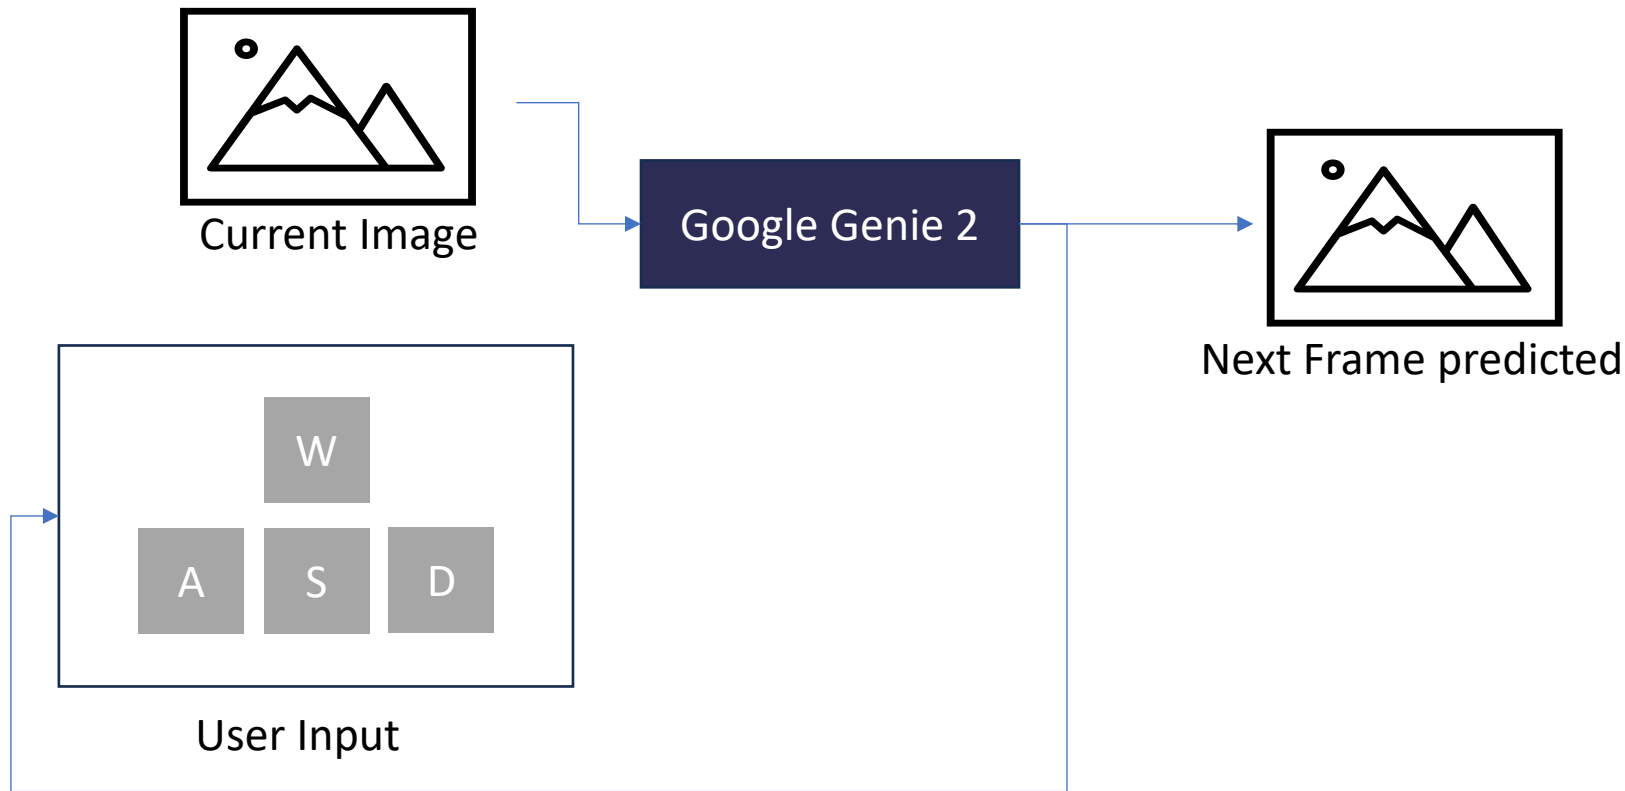 Current Image
Google Genie 2
Next Frame predicted
W
A S D
User Input